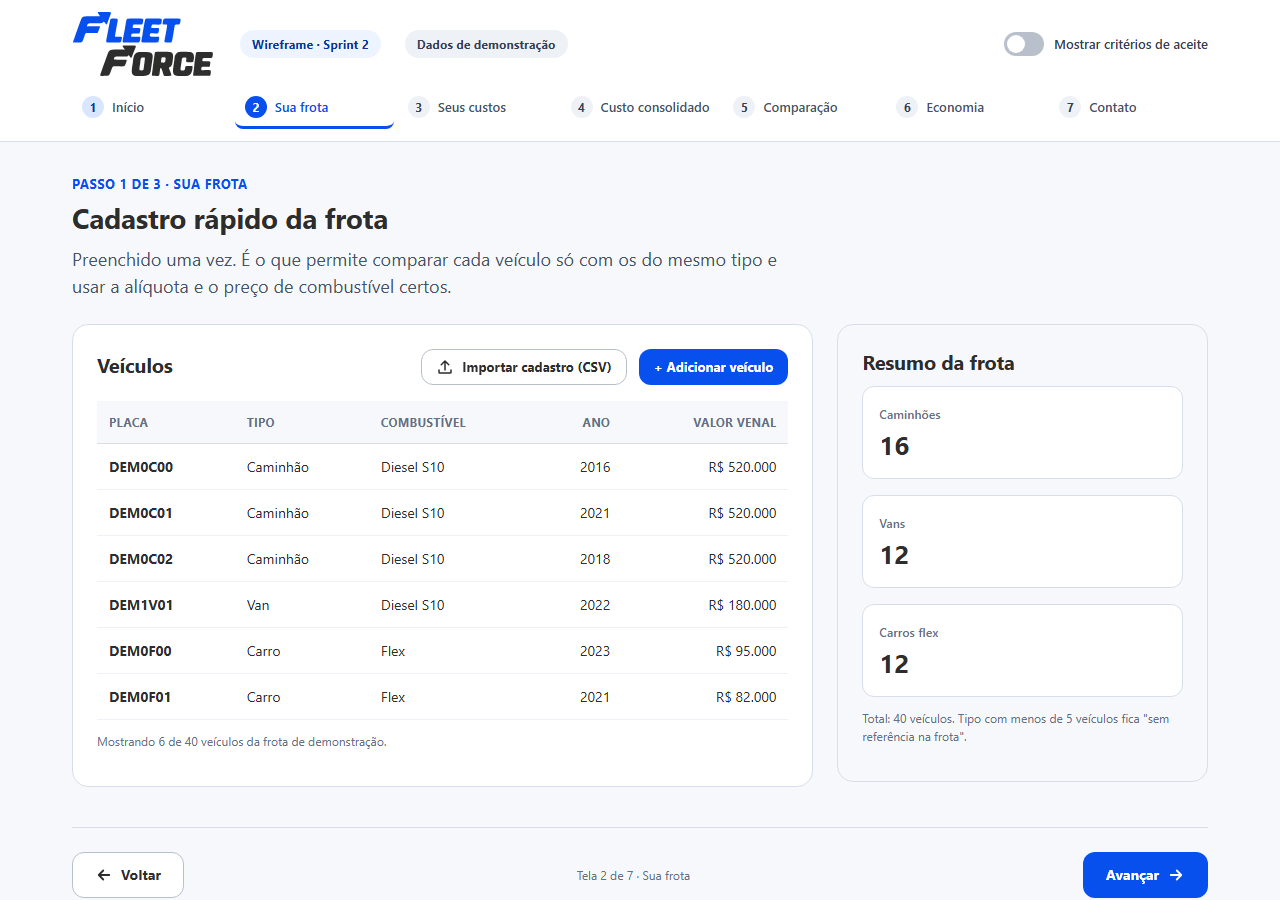 FLEET
FORCE
Wireframe · Sprint 2
Dados de demonstração
Mostrar critérios de aceite
1 Início
2 Sua frota
3 Seus custos
4 Custo consolidado
5 Comparação
6 Economia
7 Contato
PASSO 1 DE 3 · SUA FROTA
Cadastro rápido da frota
Preenchido uma vez. É o que permite comparar cada veículo só com os do mesmo tipo e
usar a alíquota e o preço de combustível certos.
Veículos
Importar cadastro (CSV)
+ Adicionar veículo
PLACA TIPO COMBUSTÍVEL ANO VALOR VENAL
DEM0C00 Caminhão Diesel S10 2016 R$ 520.000
DEM0C01 Caminhão Diesel S10 2021 R$ 520.000
DEM0C02 Caminhão Diesel S10 2018 R$ 520.000
DEM1V01 Van Diesel S10 2022 R$ 180.000
DEM0F00 Carro Flex 2023 R$ 95.000
DEM0F01 Carro Flex 2021 R$ 82.000
Mostrando 6 de 40 veículos da frota de demonstração.
Resumo da frota
Caminhões
16
Vans
12
Carros flex
12
Total: 40 veículos. Tipo com menos de 5 veículos fica "sem
referência na frota".
← Voltar
Tela 2 de 7 · Sua frota
Avançar →